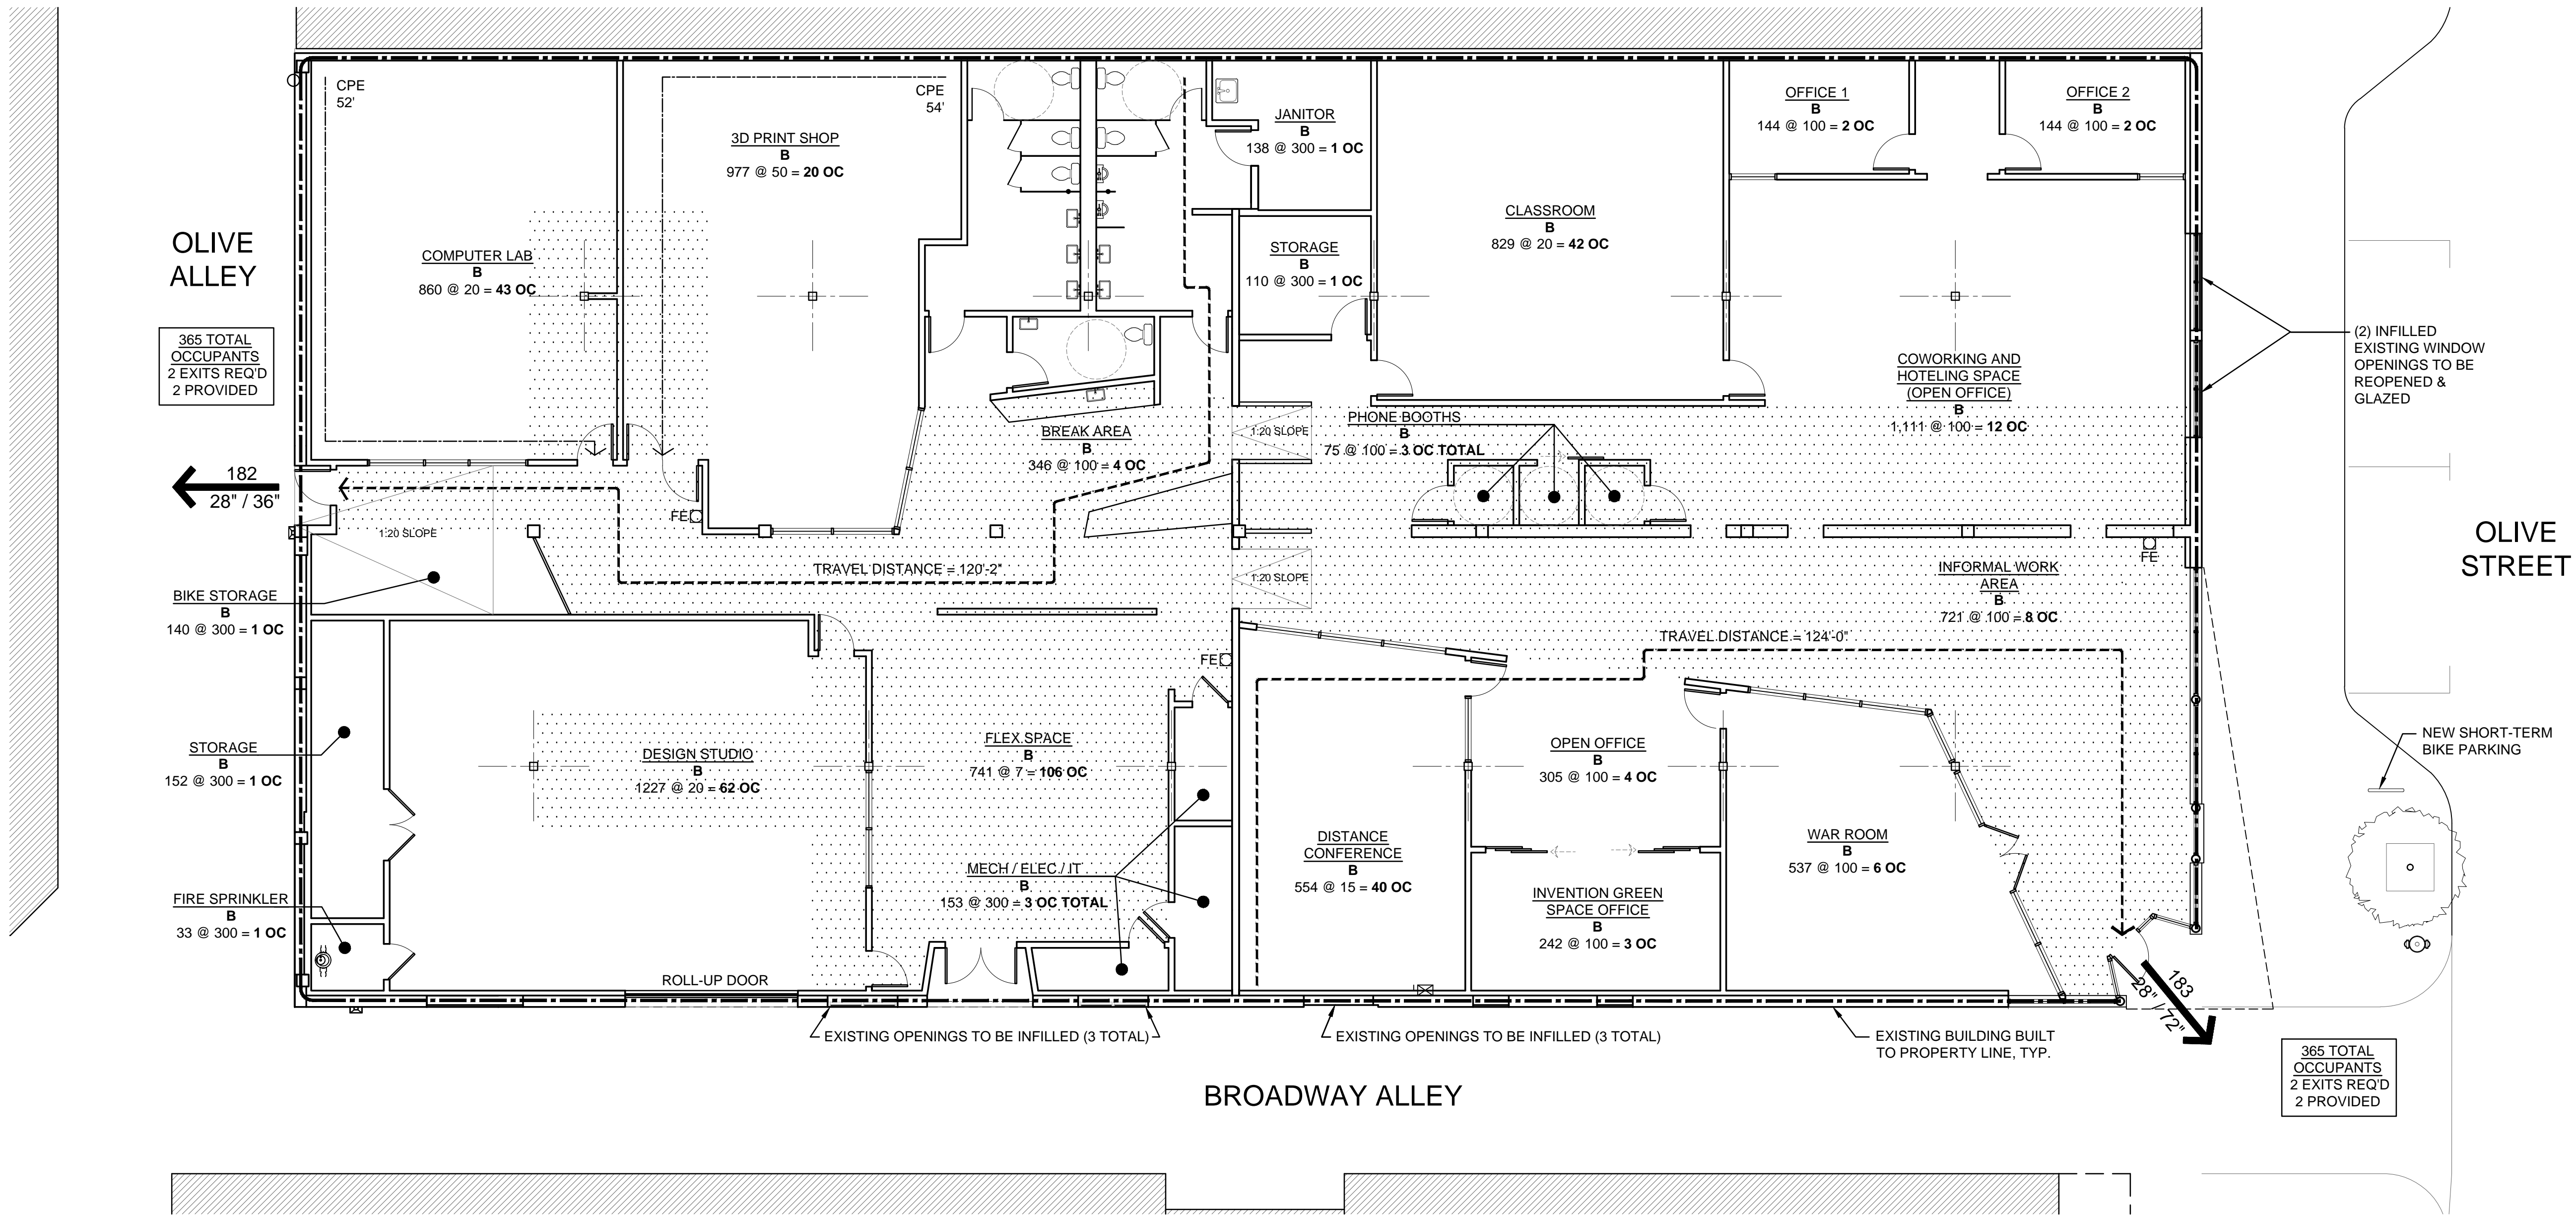 CPE
52'
CPE
54'
3D PRINT SHOP
B
977 @ 50 = 20 OC
JANITOR
B
138 @ 300 = 1 OC
OFFICE 1
B
144 @ 100 = 2 OC
OFFICE 2
B
144 @ 100 = 2 OC
OLIVE
ALLEY
COMPUTER LAB
B
860 @ 20 = 43 OC
STORAGE
B
110 @ 300 = 1 OC
CLASSROOM
B
829 @ 20 = 42 OC
365 TOTAL
OCCUPANTS
2 EXITS REQ'D
2 PROVIDED
(2) INFILLED
EXISTING WINDOW
OPENINGS TO BE
REOPENED &
GLAZED
COWORKING AND
HOTELING SPACE
(OPEN OFFICE)
B
1,111 @ 100 = 12 OC
BREAK AREA
B
346 @ 100 = 4 OC
1:20 SLOPE
PHONE BOOTHS
B
75 @ 100 = 3 OC TOTAL
182
28" / 36"
FE
1:20 SLOPE
OLIVE
STREET
FE
TRAVEL DISTANCE = 120'-2"
1:20 SLOPE
INFORMAL WORK
AREA
B
721 @ 100 = 8 OC
BIKE STORAGE
B
140 @ 300 = 1 OC
TRAVEL DISTANCE = 124'-0"
FE
STORAGE
B
152 @ 300 = 1 OC
DESIGN STUDIO
B
1227 @ 20 = 62 OC
FLEX SPACE
B
741 @ 7 = 106 OC
OPEN OFFICE
B
305 @ 100 = 4 OC
NEW SHORT-TERM
BIKE PARKING
DISTANCE
CONFERENCE
B
554 @ 15 = 40 OC
WAR ROOM
B
537 @ 100 = 6 OC
MECH / ELEC./ IT
B
153 @ 300 = 3 OC TOTAL
INVENTION GREEN
SPACE OFFICE
B
242 @ 100 = 3 OC
FIRE SPRINKLER
B
33 @ 300 = 1 OC
ROLL-UP DOOR
183
28" / 72"
EXISTING OPENINGS TO BE INFILLED (3 TOTAL)
EXISTING OPENINGS TO BE INFILLED (3 TOTAL)
EXISTING BUILDING BUILT
TO PROPERTY LINE, TYP.
365 TOTAL
OCCUPANTS
2 EXITS REQ'D
2 PROVIDED
BROADWAY ALLEY